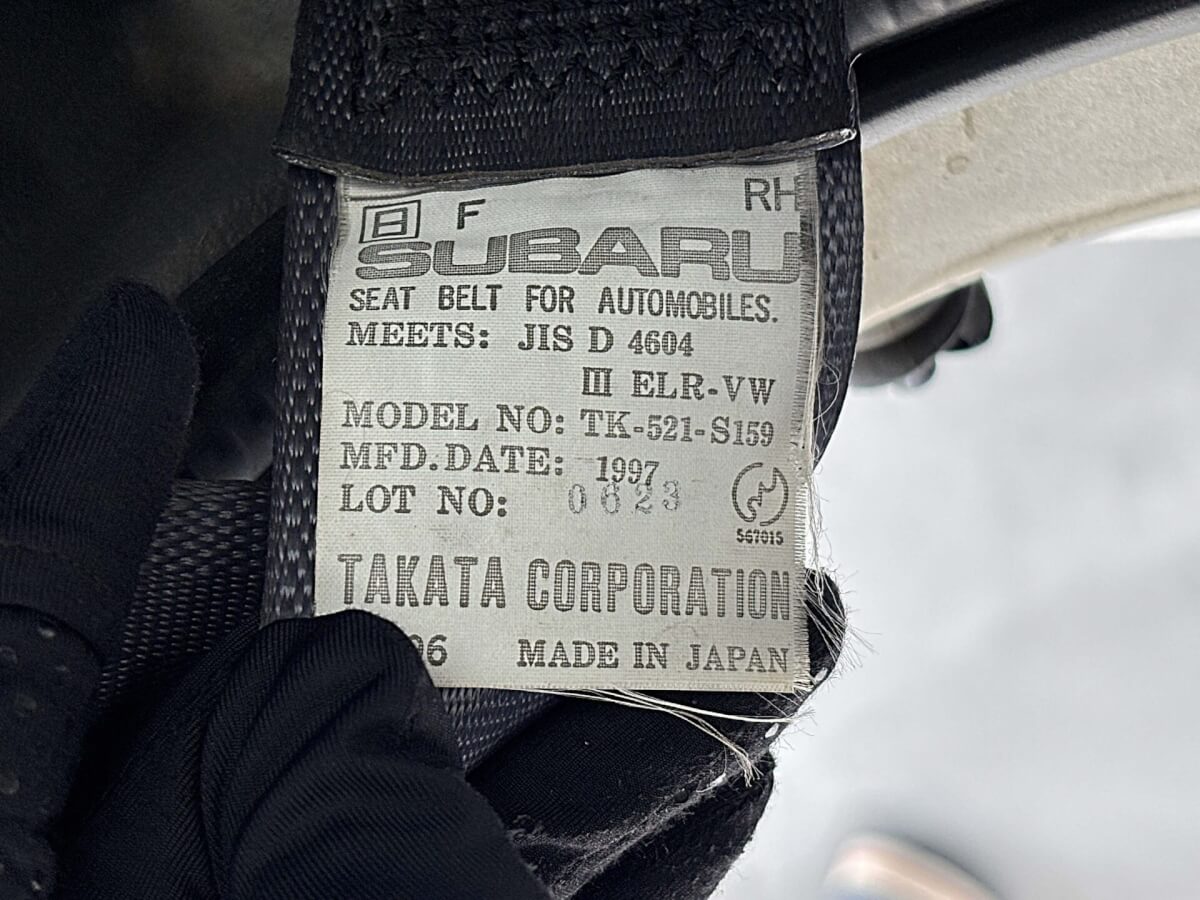 日 F RH
SUBARU
SEAT BELT FOR AUTOMOBILES.
MEETS: JIS D 4604
III ELR-VW
MODEL NO: TK-521-S159
MFD.DATE: 1997
LOT NO: 0623
567015
TAKATA CORPORATION
MADE IN JAPAN